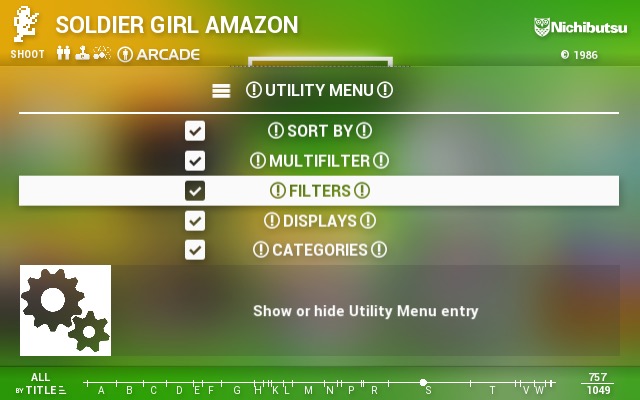 SOLDIER GIRL AMAZON
Nichibutsu
SHOOT
ARCADE
© 1986
UTILITY MENU
SORT BY
MULTIFILTER
FILTERS
DISPLAYS
CATEGORIES
Show or hide Utility Menu entry
ALL
BY TITLE
A B C D E F G H K L M N P R S T V W
757
1049